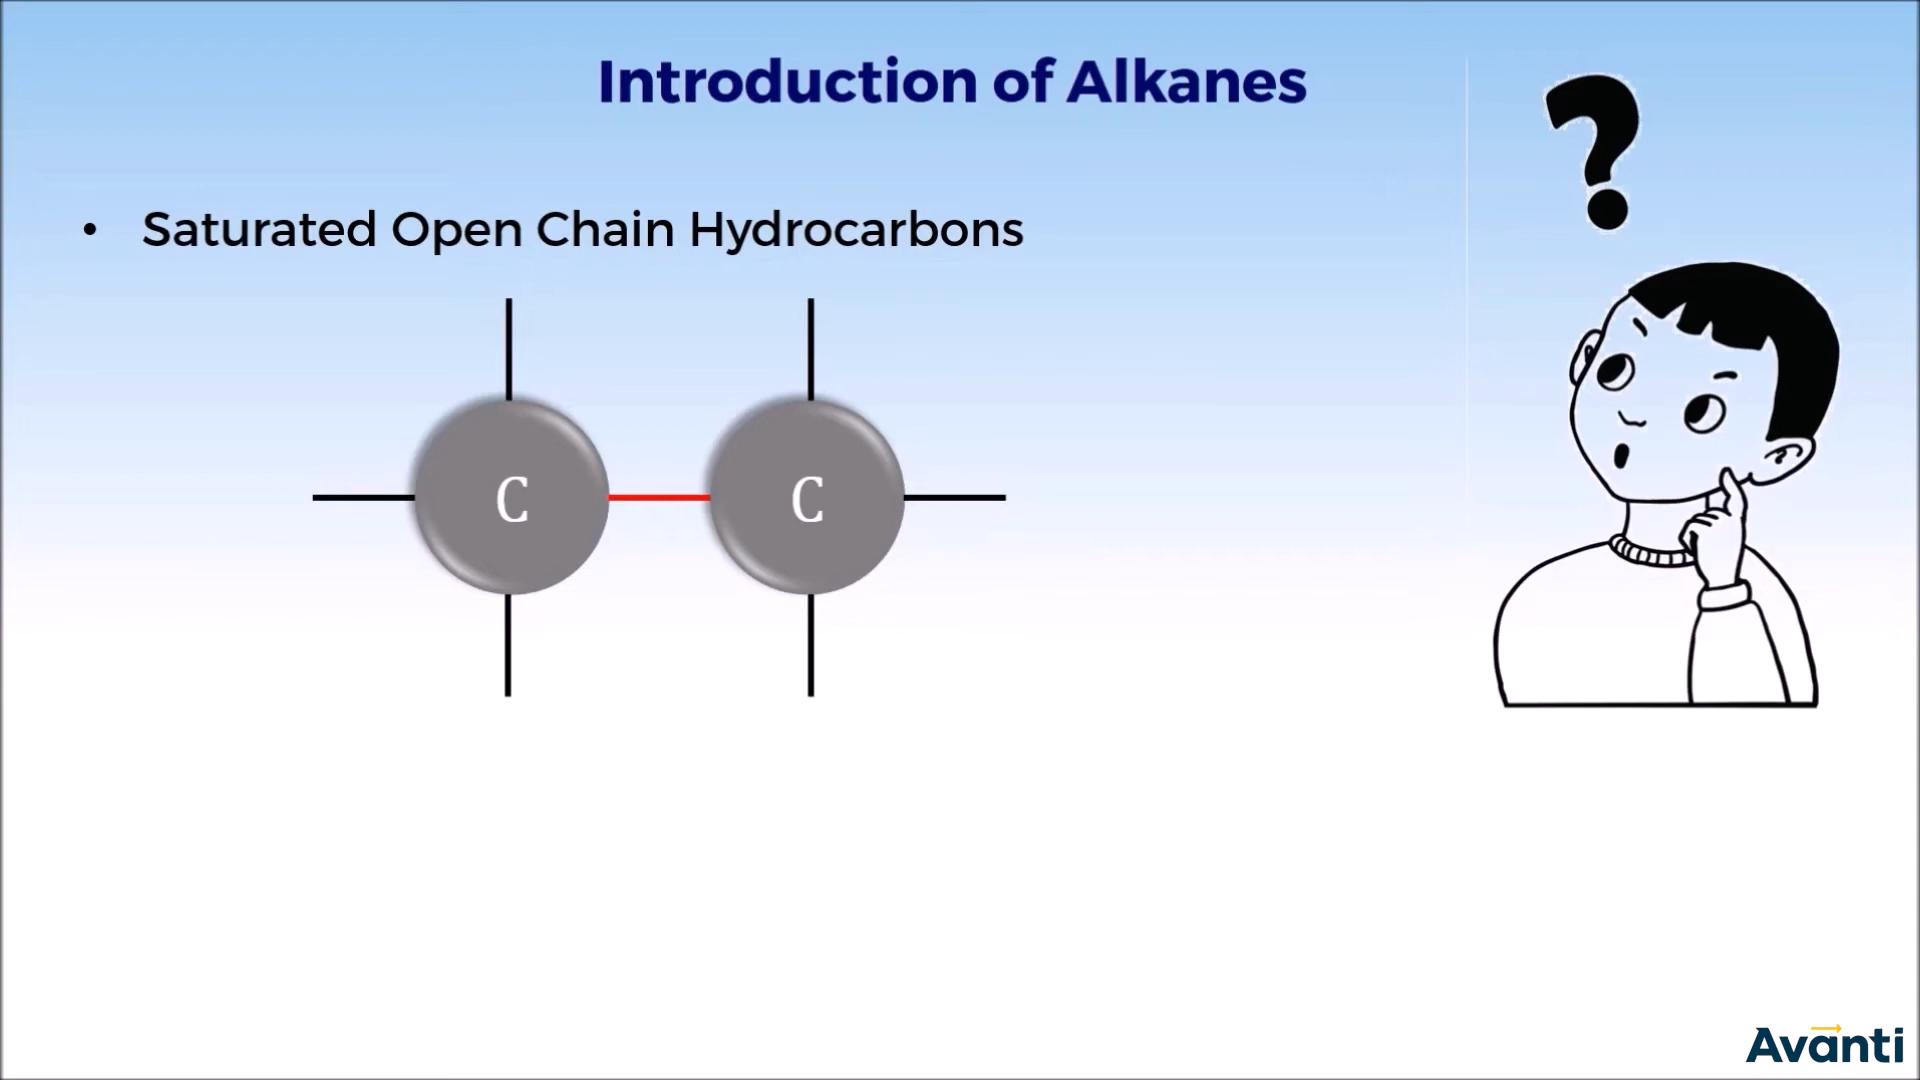 Introduction of Alkanes
?
• Saturated Open Chain Hydrocarbons
C C
Avanti